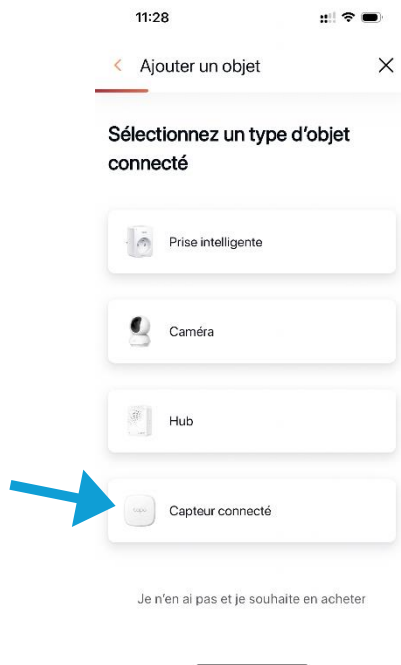 11:28
Ajouter un objet
Sélectionnez un type d'objet
connecté
Prise intelligente
Caméra
Hub
tapo
Capteur connecté
Je n'en ai pas et je souhaite en acheter